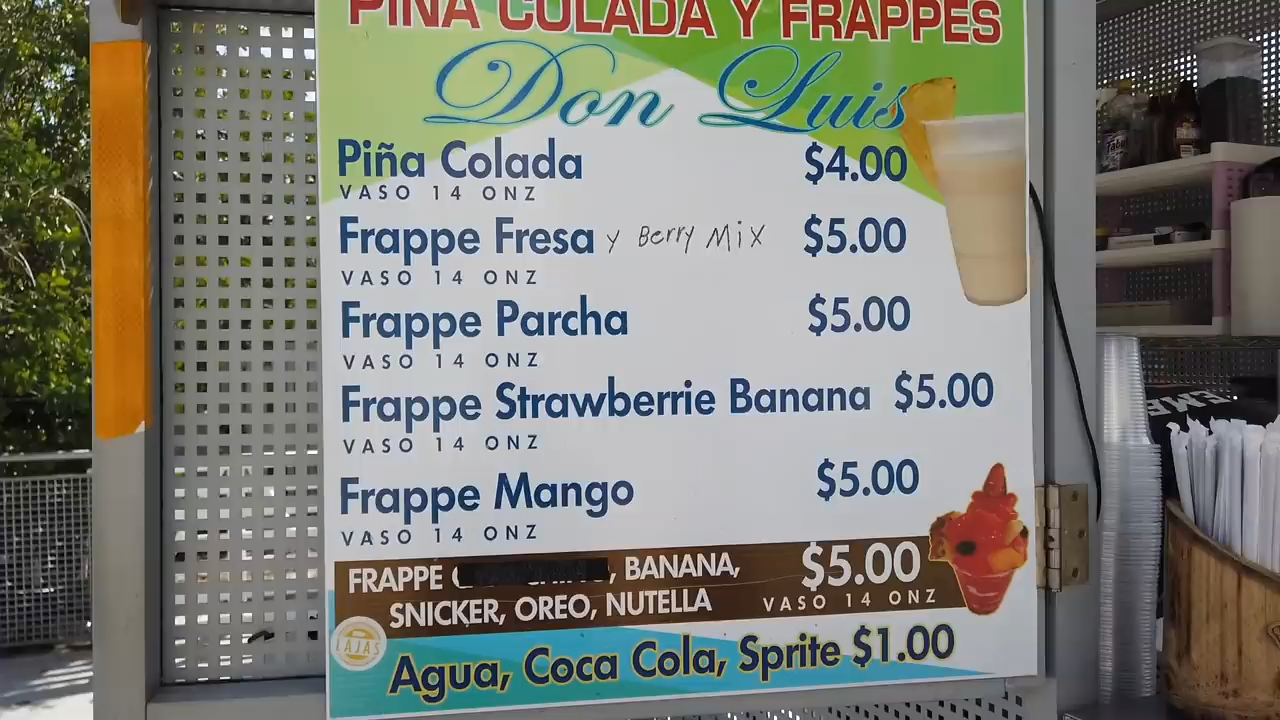 PIÑA COLADA Y FRAPPES
Don Luis
Piña Colada $4.00
VASO 14 ONZ
Frappe Fresa y Berry Mix $5.00
VASO 14 ONZ
Frappe Parcha $5.00
VASO 14 ONZ
Frappe Strawberrie Banana $5.00
VASO 14 ONZ
Frappe Mango $5.00
VASO 14 ONZ
FRAPPE , BANANA, $5.00
SNICKER, OREO, NUTELLA VASO 14 ONZ
LAJAS
Agua, Coca Cola, Sprite $1.00